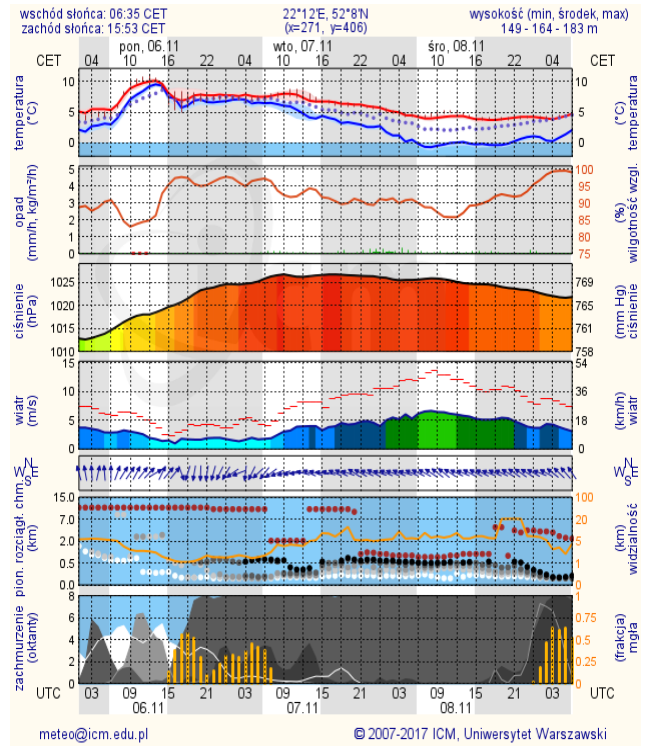 wschód słońca: 06:35 CET 22°12'E, 52°8'N wysokość (min, środek, max)
zachód słońca: 15:53 CET (x=271, y=406) 149 - 164 - 183 m
pon, 06.11 wto, 07.11 śro, 08.11
CET 04 10 16 22 04 10 16 22 04 10 16 22 04 CET
temperatura (°C) 10 5 0 10 5 0 temperatura (°C)
opad (mm/h, kg/m²/h) 5 4 3 2 1 0 100 95 90 85 80 75 (%) wilgotność wzgl.
ciśnienie (hPa) 1025 1020 1015 1010 769 765 761 758 (mm Hg) ciśnienie
wiatr (m/s) 15 10 5 0 54 36 18 0 (km/h) wiatr
N W E S N W E S
pion. rozciągł. chm. (km) 15.0 7.0 2.0 0.5 0.0 100 20 5 1 0 (km) widzialność
zachmurzenie (oktanty) 8 6 4 2 0 1 0.75 0.5 0.25 0 (frakcja) mgła
UTC 03 09 15 21 03 09 15 21 03 09 15 21 03 UTC
06.11 07.11 08.11
meteo@icm.edu.pl © 2007-2017 ICM, Uniwersytet Warszawski